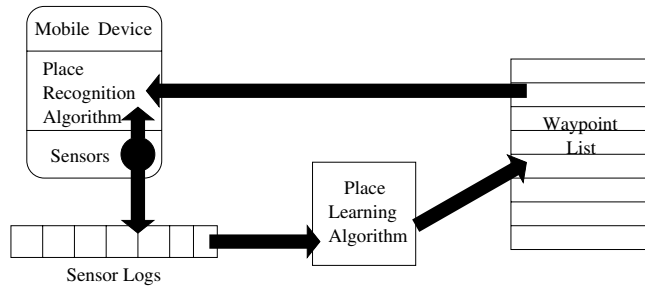 Mobile Device
Place
Recognition
Algorithm
Sensors
Sensor Logs
Place
Learning
Algorithm
Waypoint
List